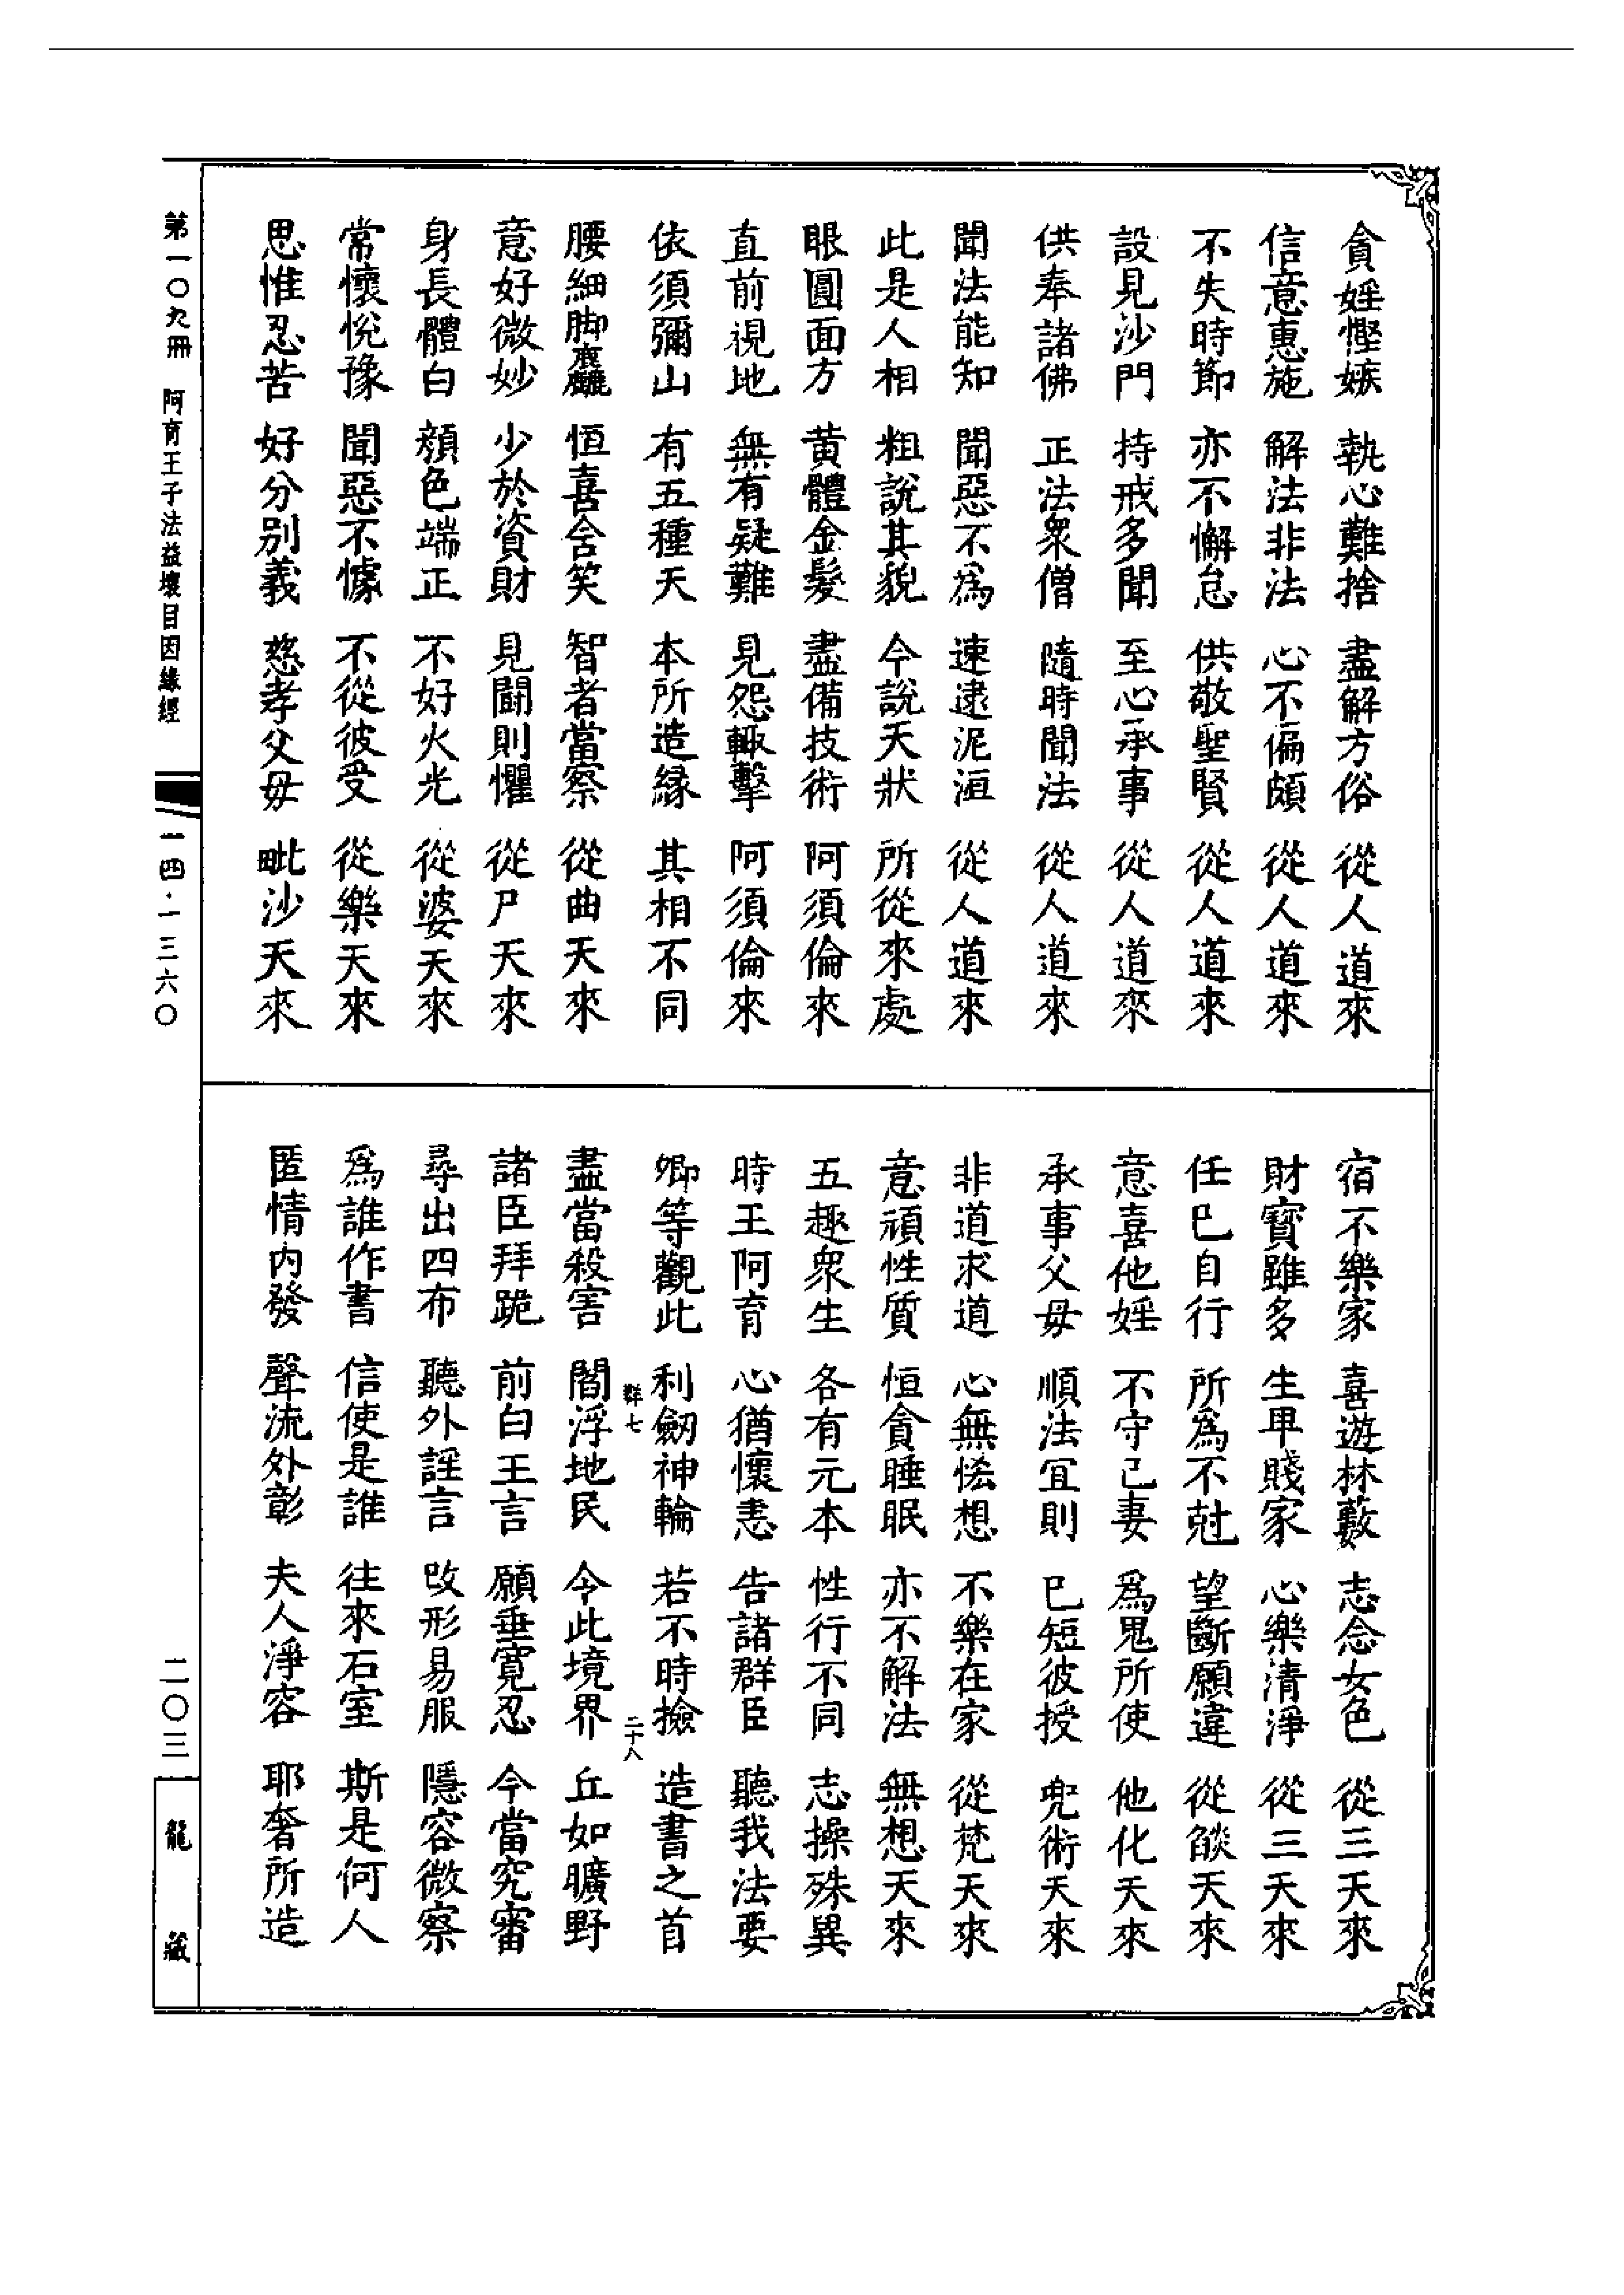 貪婬慳嫉 執心難捨 盡解方俗 從人道來
信意惠施 解法非法 心不偏頗 從人道來
不失時節 亦不懈怠 供敬聖賢 從人道來
設見沙門 持戒多聞 至心承事 從人道來
供奉諸佛 正法衆僧 隨時聞法 從人道來
聞法能知 聞惡不為 速逮泥洹 從人道來
此是人相 粗說其貌 今說天狀 所從來處
眼圓面方 黃體金髮 盡備技術 阿須倫來
直前視地 無有疑難 見怨輙擊 阿須倫來
依須彌山 有五種天 本所造緣 其相不同
腰細脚麤 恒喜含笑 智者當察 從曲天來
意好微妙 少於資財 見鬭則懼 從尸天來
身長體白 顏色端正 不好火光 從婆天來
常懷悅豫 聞惡不懅 不從彼受 從樂天來
思惟忍苦 好分別義 慈孝父母 毗沙天來
宿不樂家 喜遊林藪 志念女色 從三天來
財寶雖多 生卑賤家 心樂清淨 從三天來
任巳自行 所為不尅 望斷願違 從燄天來
意喜他婬 不守己妻 為鬼所使 他化天來
承事父母 順法宜則 巳短彼授 兜術天來
非道求道 心無恡想 不樂在家 從梵天來
意頑性質 恒貪睡眠 亦不解法 無想天來
五趣衆生 各有元本 性行不同 志操殊異
時王阿育 心猶懷恚 告諸群臣 聽我法要
卿等觀此 利劒神輪 若不時撿 造書之首
群七 二十八
盡當殺害 閻浮地民 令此境界 丘如曠野
諸臣拜跪 前白王言 願垂寬忍 今當究審
尋出四布 聽外謡言 改形易服 隱容微察
為誰作書 信使是誰 往來石室 斯是何人
匿情內發 聲流外彰 夫人淨容 耶奢所造
第一〇九冊 阿育王子法益壞目因緣經 一四·一三六〇 二〇三 龍藏